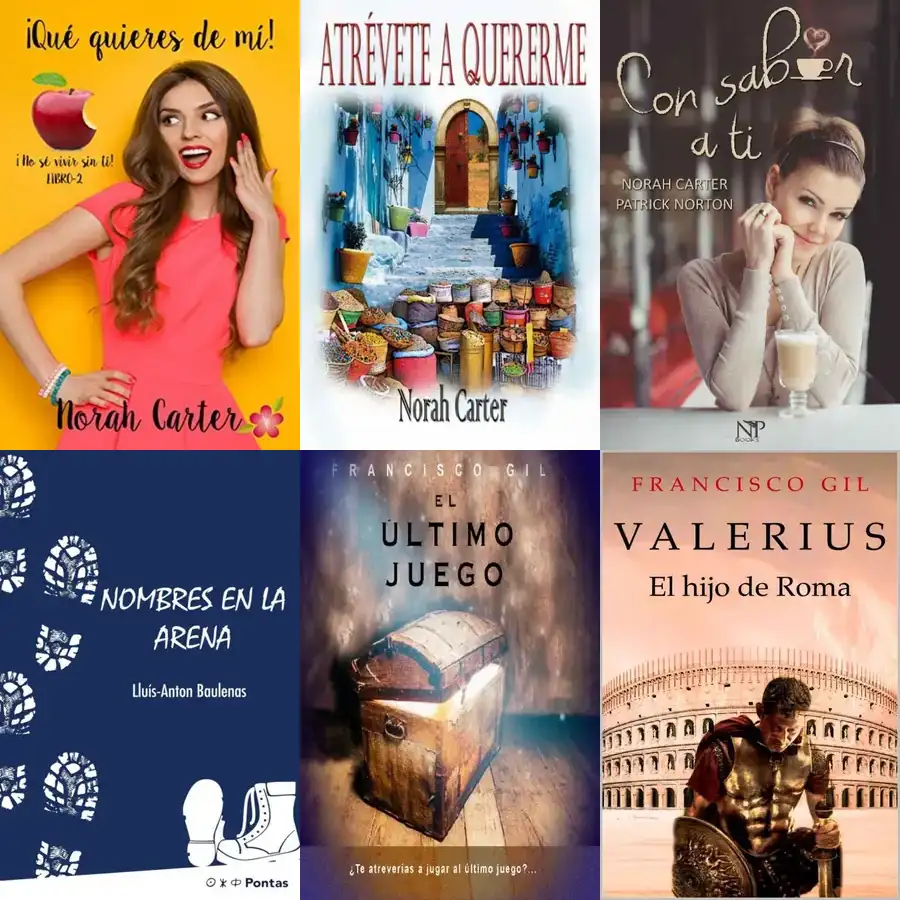 ¡Qué quieres de mí!
¡No sé vivir sin ti!
LIBRO-2
Norah Carter
ATRÉVETE A QUERERME
Norah Carter
Con sabor
a ti
NORAH CARTER
PATRICK NORTON
NP
BOOKS
NOMBRES EN LA
ARENA
Lluís-Anton Baulenas
Pontas
FRANCISCO GIL
EL
ÚLTIMO
JUEGO
¿Te atreverías a jugar al último juego?...
FRANCISCO GIL
VALERIUS
El hijo de Roma